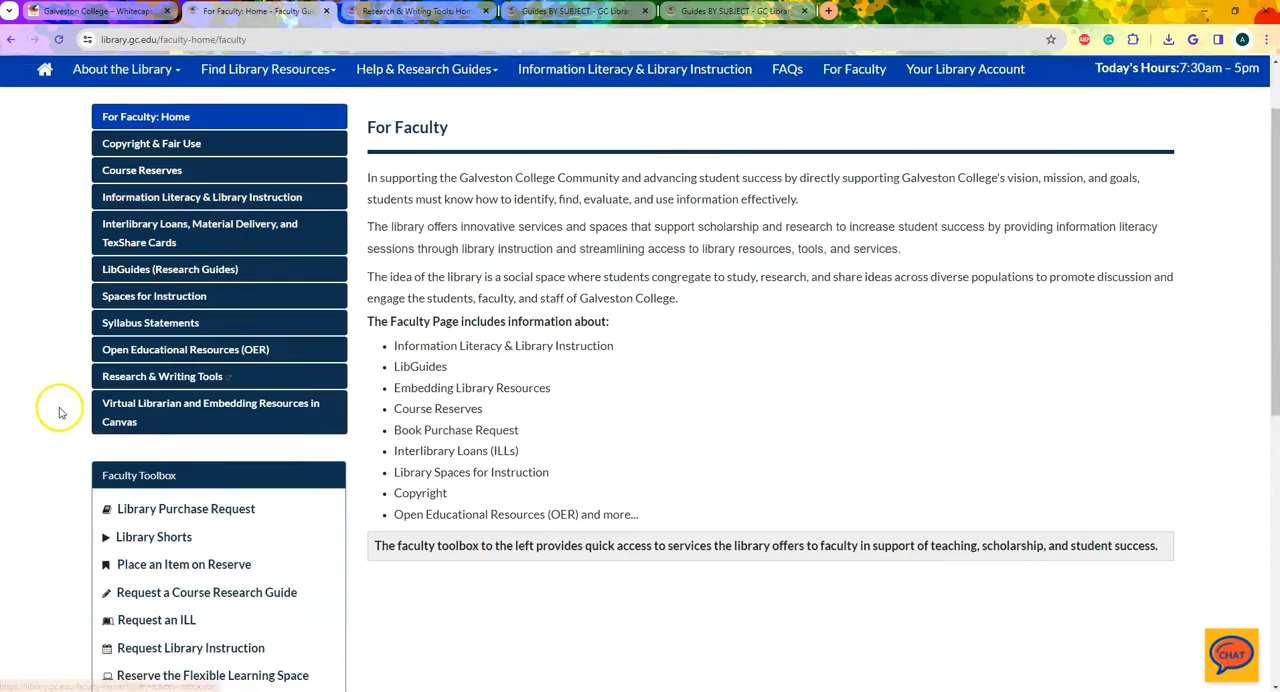 Galveston College – Whitecaps
For Faculty: Home - Faculty Gui
Research & Writing Tools: Hom
Guides BY SUBJECT - GC Librar
Guides BY SUBJECT - GC Librar
library.gc.edu/faculty-home/faculty
About the Library
Find Library Resources
Help & Research Guides
Information Literacy & Library Instruction
FAQs
For Faculty
Your Library Account
Today's Hours:7:30am – 5pm
For Faculty: Home
Copyright & Fair Use
Course Reserves
Information Literacy & Library Instruction
Interlibrary Loans, Material Delivery, and
TexShare Cards
LibGuides (Research Guides)
Spaces for Instruction
Syllabus Statements
Open Educational Resources (OER)
Research & Writing Tools
Virtual Librarian and Embedding Resources in
Canvas
Faculty Toolbox
Library Purchase Request
Library Shorts
Place an Item on Reserve
Request a Course Research Guide
Request an ILL
Request Library Instruction
Reserve the Flexible Learning Space
For Faculty
In supporting the Galveston College Community and advancing student success by directly supporting Galveston College's vision, mission, and goals,
students must know how to identify, find, evaluate, and use information effectively.
The library offers innovative services and spaces that support scholarship and research to increase student success by providing information literacy
sessions through library instruction and streamlining access to library resources, tools, and services.
The idea of the library is a social space where students congregate to study, research, and share ideas across diverse populations to promote discussion and
engage the students, faculty, and staff of Galveston College.
The Faculty Page includes information about:
• Information Literacy & Library Instruction
• LibGuides
• Embedding Library Resources
• Course Reserves
• Book Purchase Request
• Interlibrary Loans (ILLs)
• Library Spaces for Instruction
• Copyright
• Open Educational Resources (OER) and more...
The faculty toolbox to the left provides quick access to services the library offers to faculty in support of teaching, scholarship, and student success.
CHAT